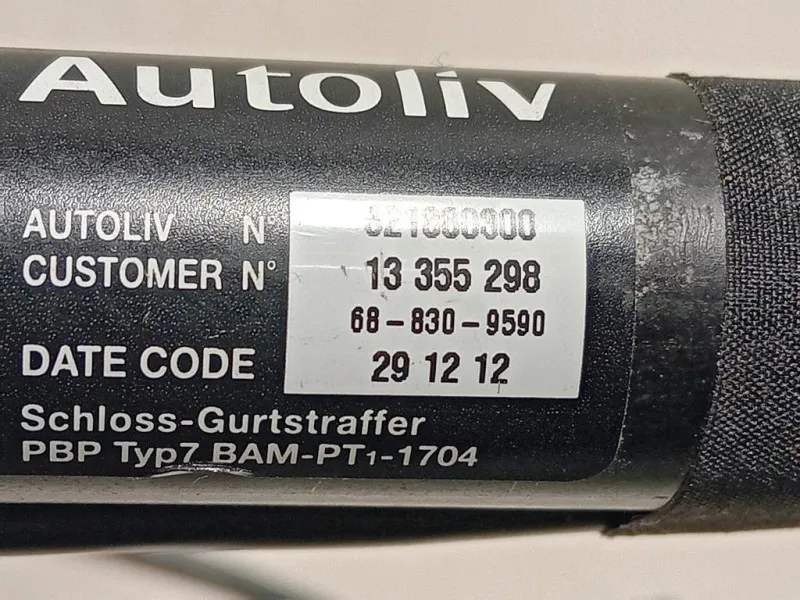 Autoliv
AUTOLIV N°
CUSTOMER N° 13 355 298
68-830-9590
DATE CODE 29 12 12
Schloss-Gurtstraffer
PBP Typ7 BAM-PT1-1704